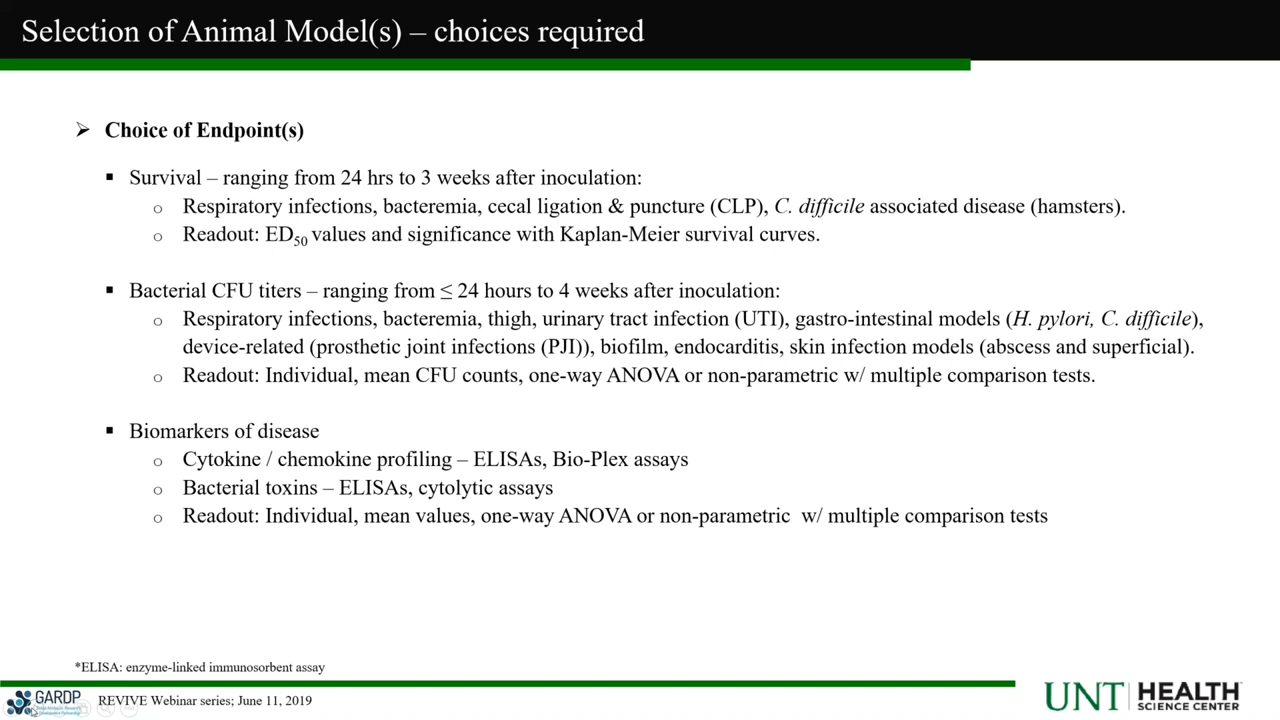 Selection of Animal Model(s) – choices required
➢ Choice of Endpoint(s)
▪ Survival – ranging from 24 hrs to 3 weeks after inoculation:
o Respiratory infections, bacteremia, cecal ligation & puncture (CLP), C. difficile associated disease (hamsters).
o Readout: ED50 values and significance with Kaplan-Meier survival curves.
▪ Bacterial CFU titers – ranging from ≤ 24 hours to 4 weeks after inoculation:
o Respiratory infections, bacteremia, thigh, urinary tract infection (UTI), gastro-intestinal models (H. pylori, C. difficile),
device-related (prosthetic joint infections (PJI)), biofilm, endocarditis, skin infection models (abscess and superficial).
o Readout: Individual, mean CFU counts, one-way ANOVA or non-parametric w/ multiple comparison tests.
▪ Biomarkers of disease
o Cytokine / chemokine profiling – ELISAs, Bio-Plex assays
o Bacterial toxins – ELISAs, cytolytic assays
o Readout: Individual, mean values, one-way ANOVA or non-parametric w/ multiple comparison tests
*ELISA: enzyme-linked immunosorbent assay
GARDP
REVIVE Webinar series; June 11, 2019
UNT HEALTH
SCIENCE CENTER